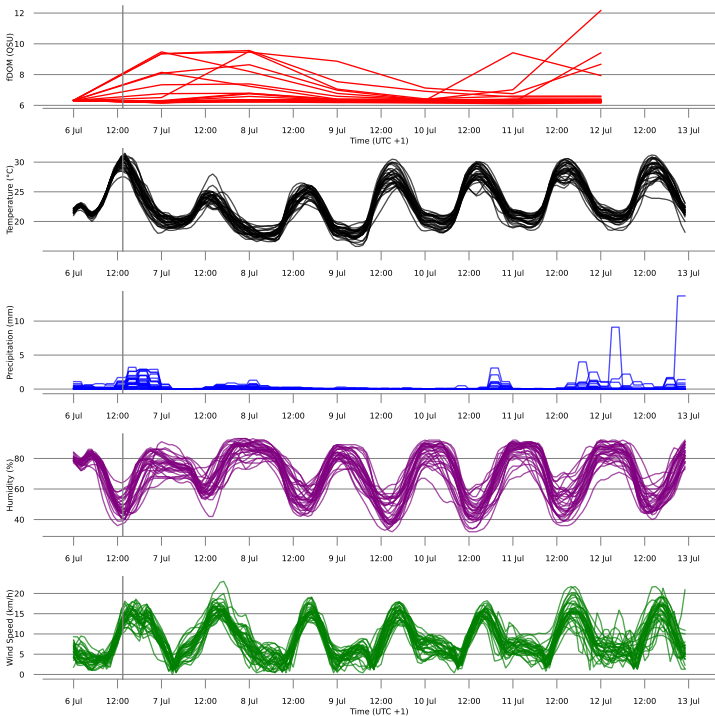 fDOM (QSU)
12
10
8
6
6 Jul 12:00 7 Jul 12:00 8 Jul 12:00 9 Jul 12:00 10 Jul 12:00 11 Jul 12:00 12 Jul 12:00 13 Jul
Time (UTC +1)
Temperature (°C)
30
25
20
6 Jul 12:00 7 Jul 12:00 8 Jul 12:00 9 Jul 12:00 10 Jul 12:00 11 Jul 12:00 12 Jul 12:00 13 Jul
Precipitation (mm)
10
5
0
6 Jul 12:00 7 Jul 12:00 8 Jul 12:00 9 Jul 12:00 10 Jul 12:00 11 Jul 12:00 12 Jul 12:00 13 Jul
Humidity (%)
80
60
40
6 Jul 12:00 7 Jul 12:00 8 Jul 12:00 9 Jul 12:00 10 Jul 12:00 11 Jul 12:00 12 Jul 12:00 13 Jul
Wind Speed (km/h)
20
15
10
5
0
6 Jul 12:00 7 Jul 12:00 8 Jul 12:00 9 Jul 12:00 10 Jul 12:00 11 Jul 12:00 12 Jul 12:00 13 Jul
Time (UTC +1)